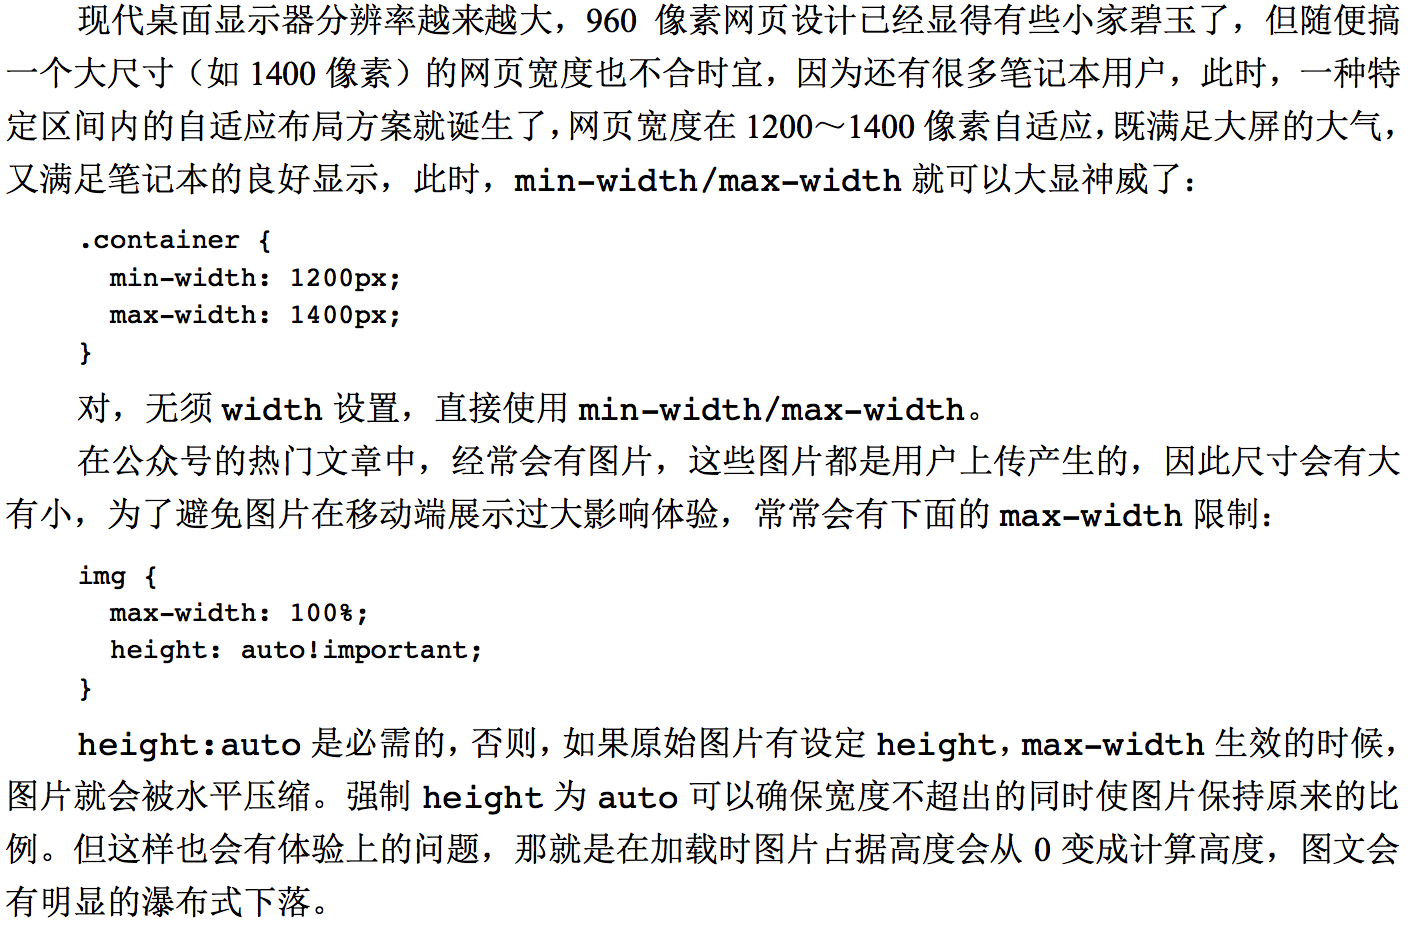 现代桌面显示器分辨率越来越大，960 像素网页设计已经显得有些小家碧玉了，但随便搞
一个大尺寸（如 1400 像素）的网页宽度也不合时宜，因为还有很多笔记本用户，此时，一种特
定区间内的自适应布局方案就诞生了，网页宽度在 1200～1400 像素自适应，既满足大屏的大气，
又满足笔记本的良好显示，此时，min-width/max-width 就可以大显神威了：
.container {
  min-width: 1200px;
  max-width: 1400px;
}
对，无须 width 设置，直接使用 min-width/max-width。
在公众号的热门文章中，经常会有图片，这些图片都是用户上传产生的，因此尺寸会有大
有小，为了避免图片在移动端展示过大影响体验，常常会有下面的 max-width 限制：
img {
  max-width: 100%;
  height: auto!important;
}
height:auto 是必需的，否则，如果原始图片有设定 height，max-width 生效的时候，
图片就会被水平压缩。强制 height 为 auto 可以确保宽度不超出的同时使图片保持原来的比
例。但这样也会有体验上的问题，那就是在加载时图片占据高度会从 0 变成计算高度，图文会
有明显的瀑布式下落。